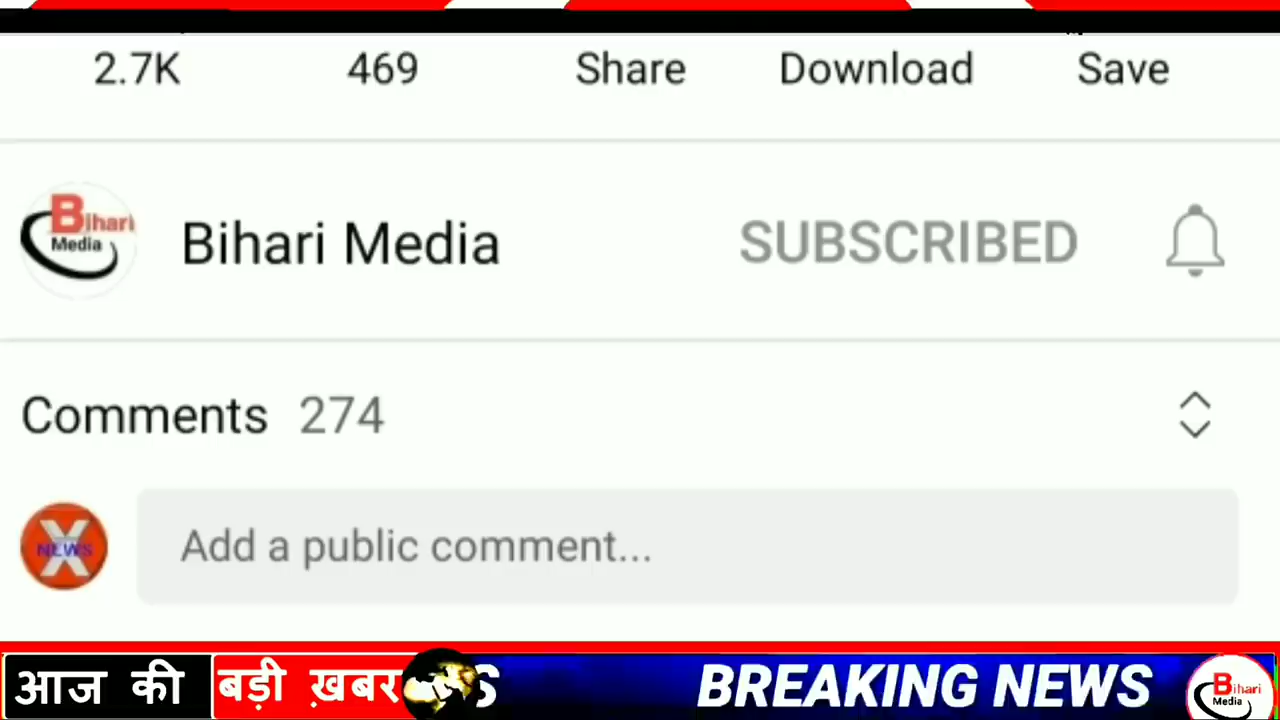 2.7K 469 Share Download Save
Bihari Media
Bihari Media SUBSCRIBED
Comments 274
NEWS
Add a public comment...
आज की बड़ी ख़बर S BREAKING NEWS
Bihari Media